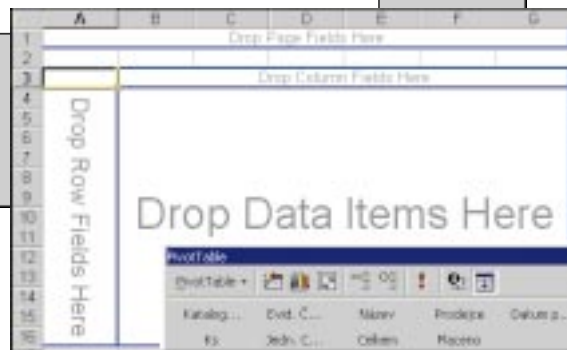 A B C D E F G
1 Drop Page Fields Here
2
3 Drop Column Fields Here
4
5
6
7
8
9
10
11
12
13
14
15
16
Drop Row Fields Here
Drop Data Items Here
PivotTable
PivotTable
Katalog... Evid. Č... Název Prodejce Datum p...
Ks Jedn. C... Celkem Placeno